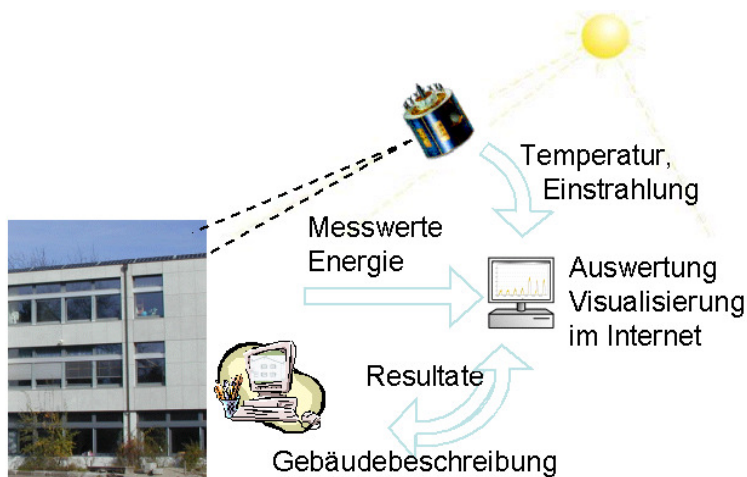 Temperatur,
Einstrahlung
Messwerte
Energie
Auswertung
Visualisierung
im Internet
Resultate
Gebäudebeschreibung